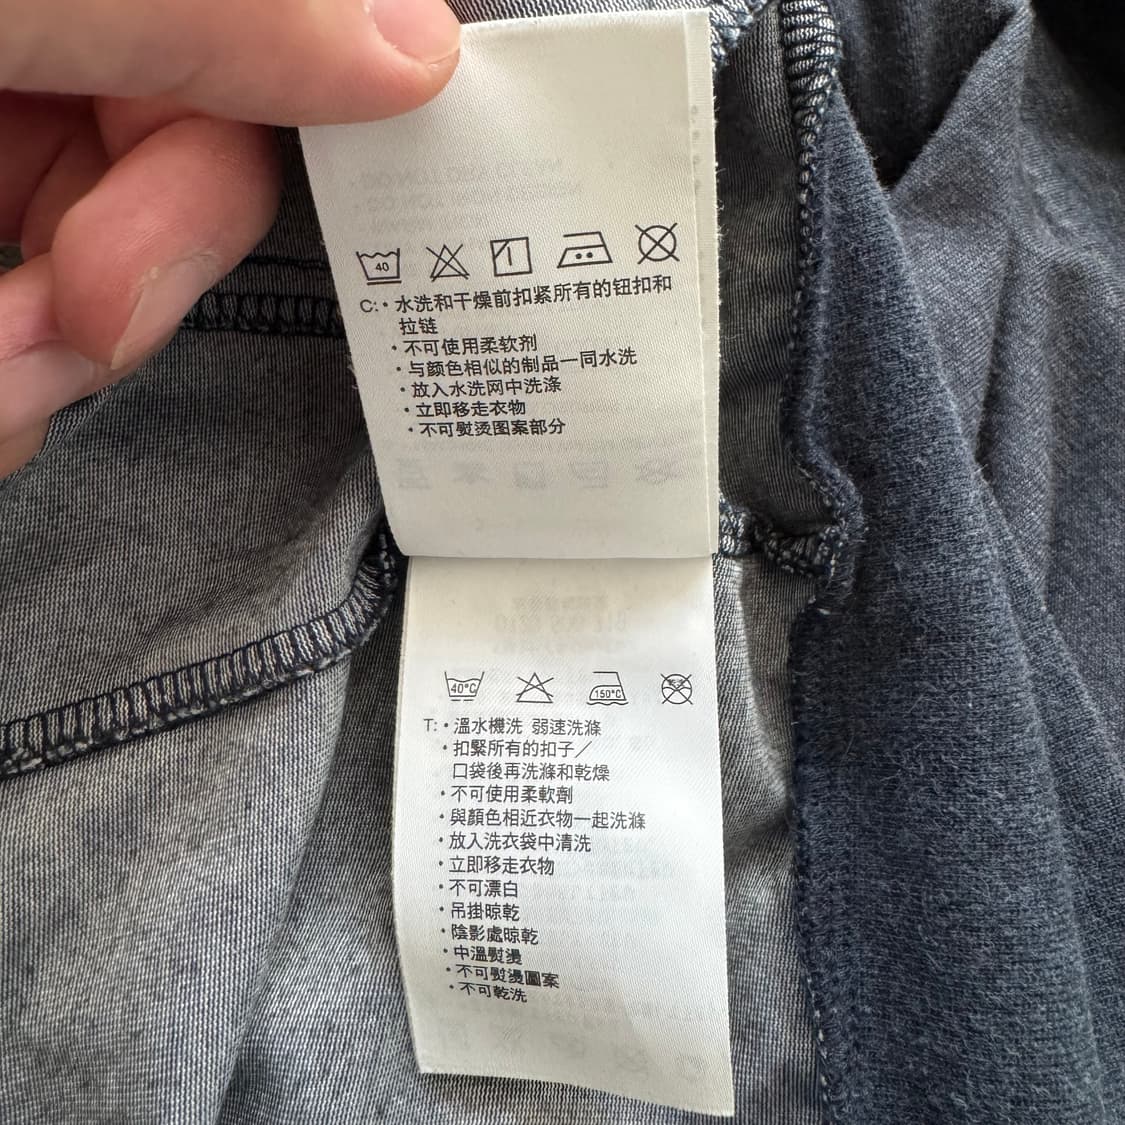 40
C:・水洗和干燥前扣紧所有的钮扣和
拉链
・不可使用柔软剂
・与颜色相似的制品一同水洗
・放入水洗网中洗涤
・立即移走衣物
・不可熨烫图案部分
40°C 150°C
T:・溫水機洗 弱速洗滌
・扣緊所有的扣子／
口袋後再洗滌和乾燥
・不可使用柔軟劑
・與顏色相近衣物一起洗滌
・放入洗衣袋中清洗
・立即移走衣物
・不可漂白
・吊掛晾乾
・陰影處晾乾
・中溫熨燙
・不可熨燙圖案
・不可乾洗